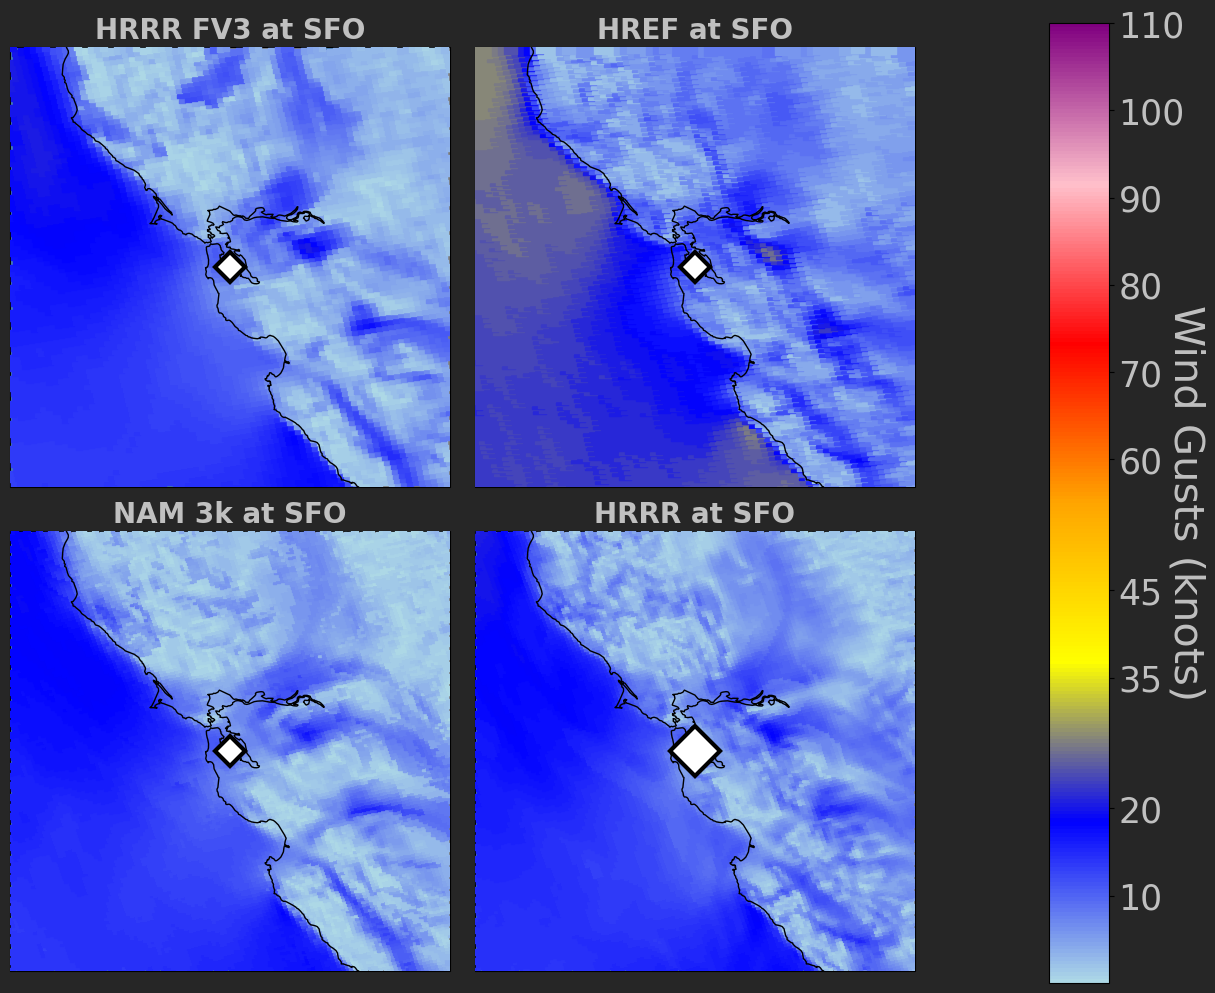 HRRR FV3 at SFO
HREF at SFO
NAM 3k at SFO
HRRR at SFO
110
100
90
80
70
60
45
35
20
10
Wind Gusts (knots)